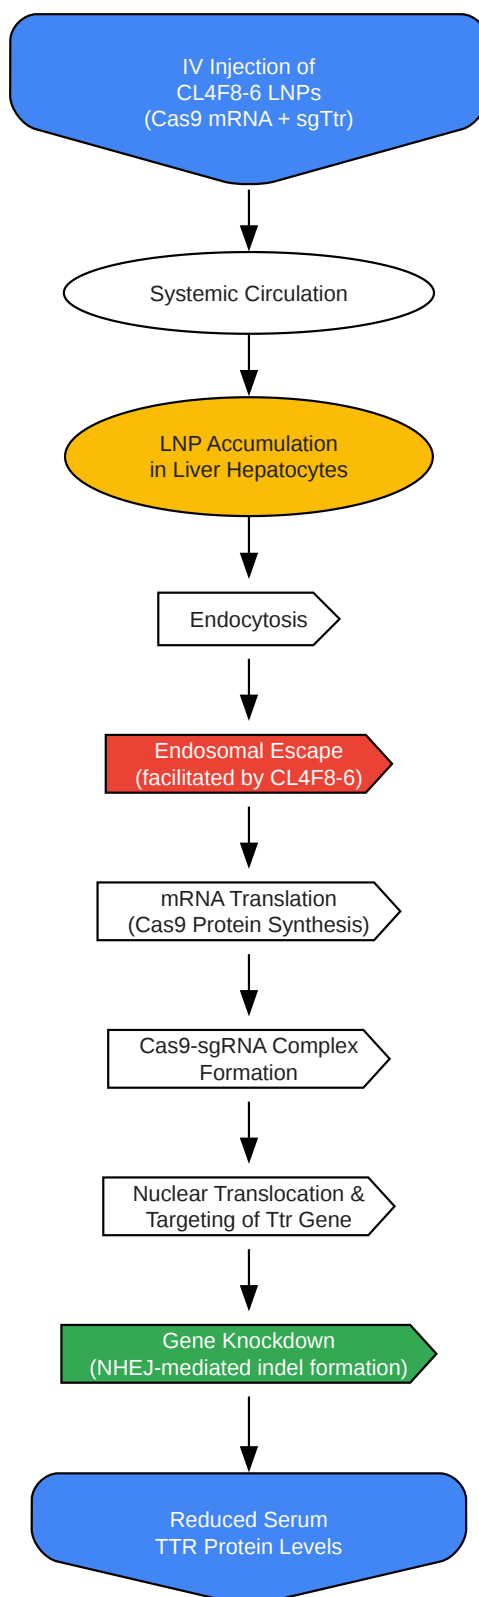 IV Injection of
CL4F8-6 LNPs
(Cas9 mRNA + sgTtr)
Systemic Circulation
LNP Accumulation
in Liver Hepatocytes
Endocytosis
Endosomal Escape
(facilitated by CL4F8-6)
mRNA Translation
(Cas9 Protein Synthesis)
Cas9-sgRNA Complex
Formation
Nuclear Translocation &
Targeting of Ttr Gene
Gene Knockdown
(NHEJ-mediated indel formation)
Reduced Serum
TTR Protein Levels